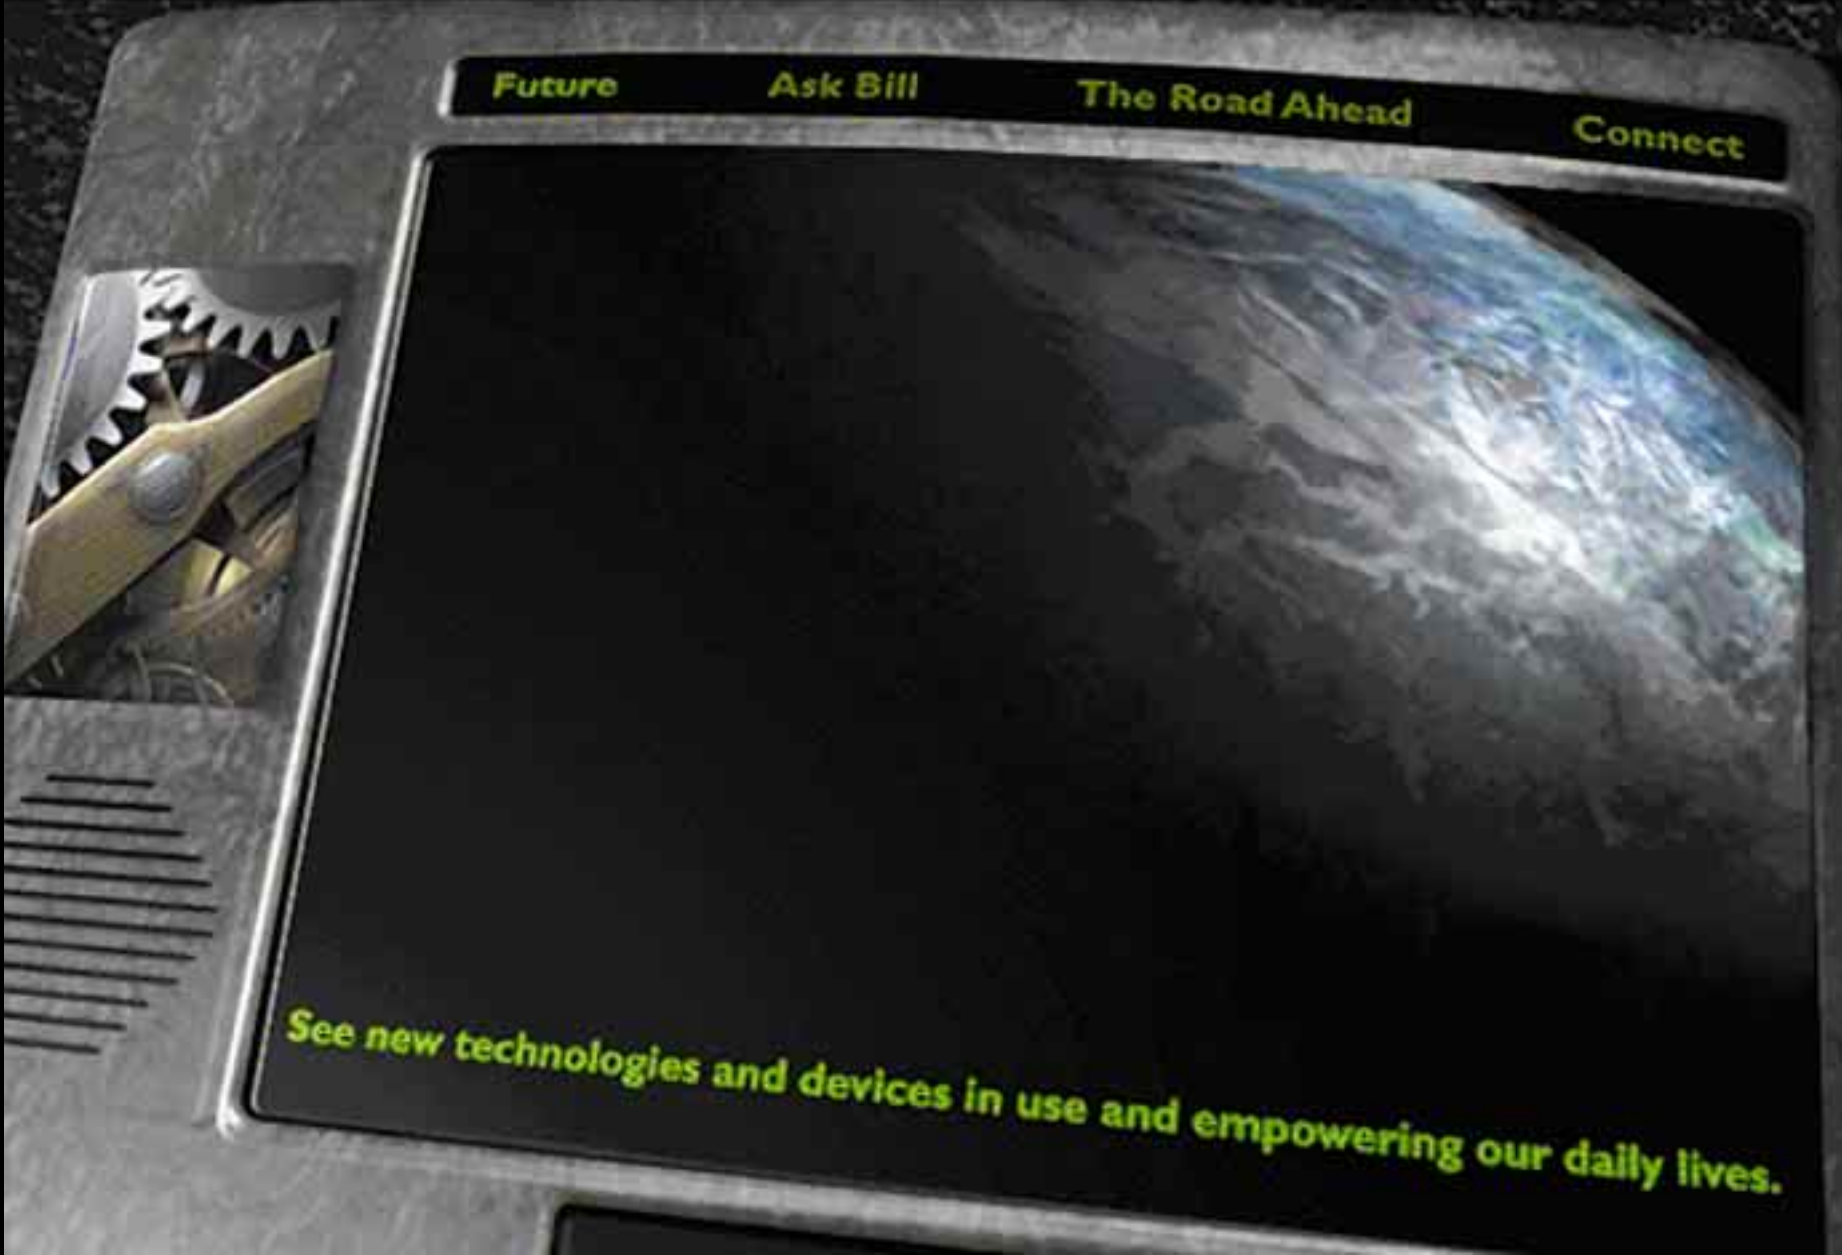 Future Ask Bill The Road Ahead Connect
See new technologies and devices in use and empowering our daily lives.